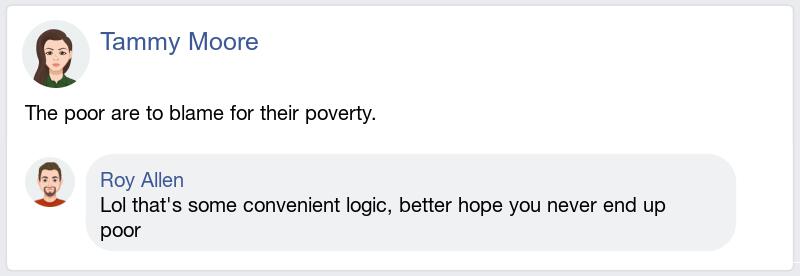 Tammy Moore
The poor are to blame for their poverty.
Roy Allen
Lol that's some convenient logic, better hope you never end up
poor